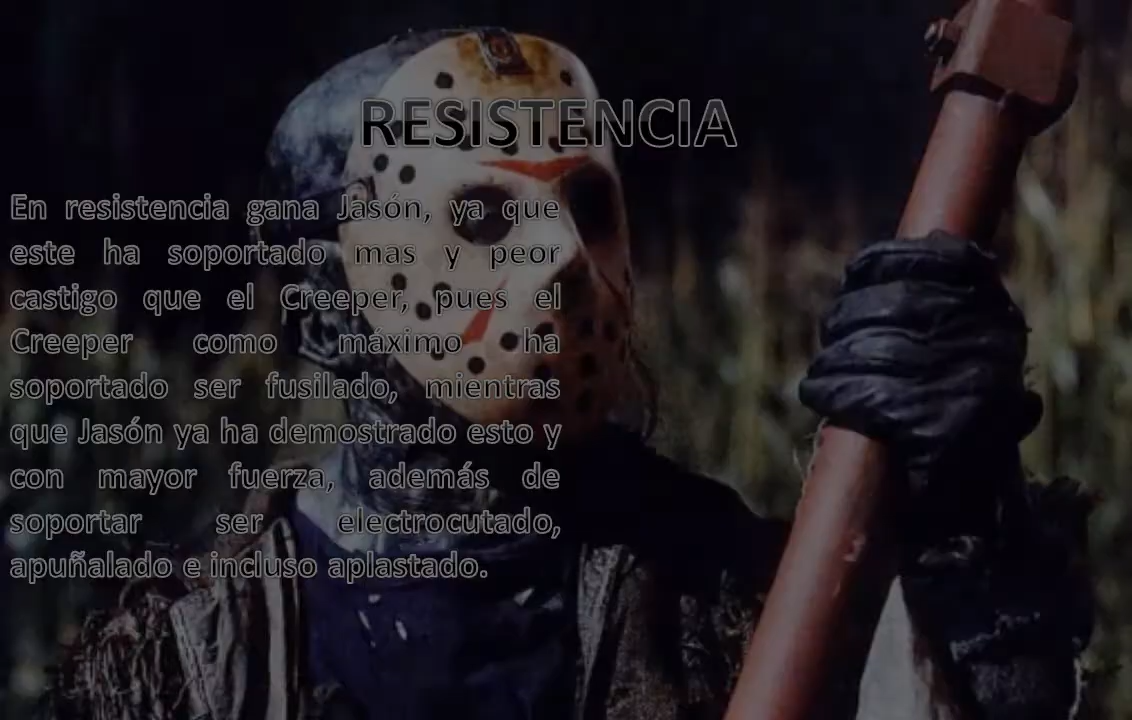 RESISTENCIA
En resistencia gana Jasón, ya que
este ha soportado mas y peor
castigo que el Creeper, pues el
Creeper como máximo ha
soportado ser fusilado, mientras
que Jasón ya ha demostrado esto y
con mayor fuerza, además de
soportar ser electrocutado,
apuñalado e incluso aplastado.